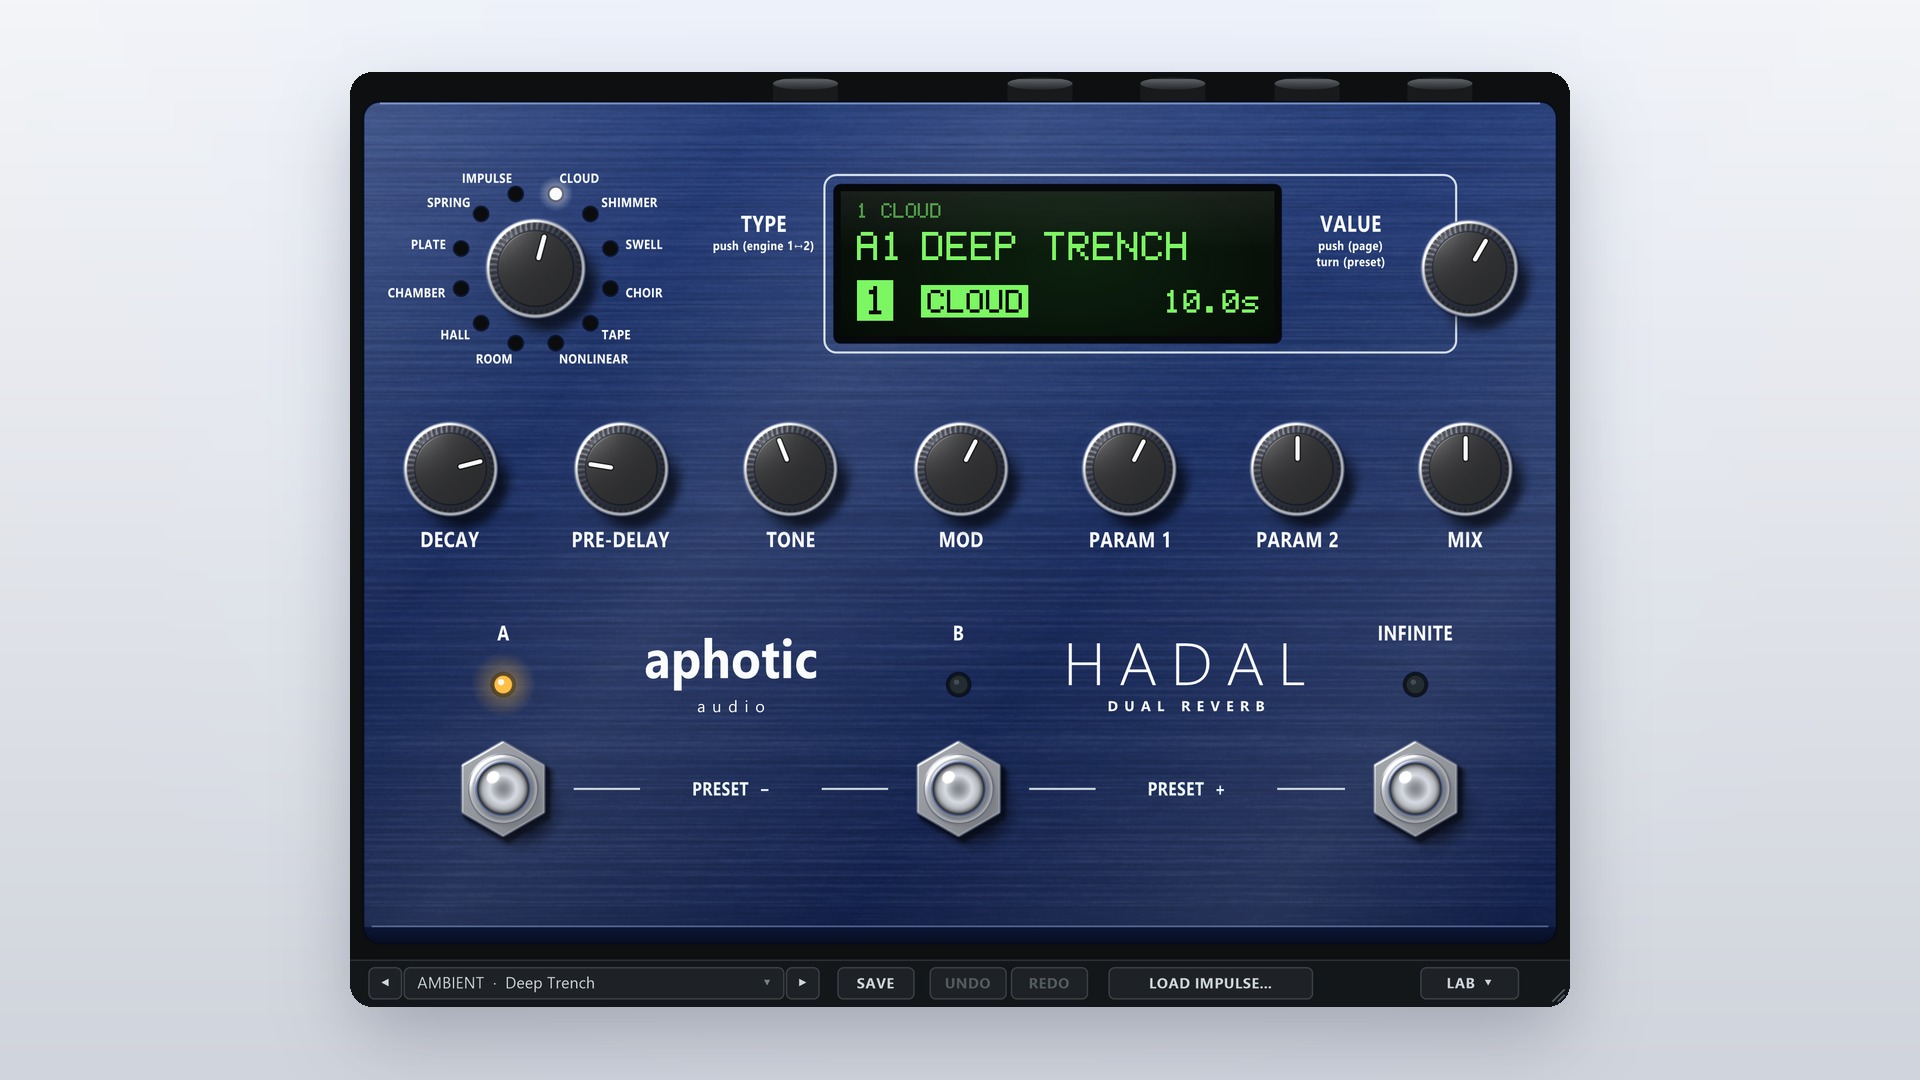 IMPULSE CLOUD
SPRING SHIMMER
PLATE SWELL
CHAMBER CHOIR
HALL TAPE
ROOM NONLINEAR
TYPE
push (engine 1↔2)
1 CLOUD
A1 DEEP TRENCH
1 CLOUD 10.0s
VALUE
push (page)
turn (preset)
DECAY PRE-DELAY TONE MOD PARAM 1 PARAM 2 MIX
A B INFINITE
aphotic
audio
HADAL
DUAL REVERB
PRESET – PRESET +
◄ AMBIENT · Deep Trench ▼ ► SAVE UNDO REDO LOAD IMPULSE... LAB ▼